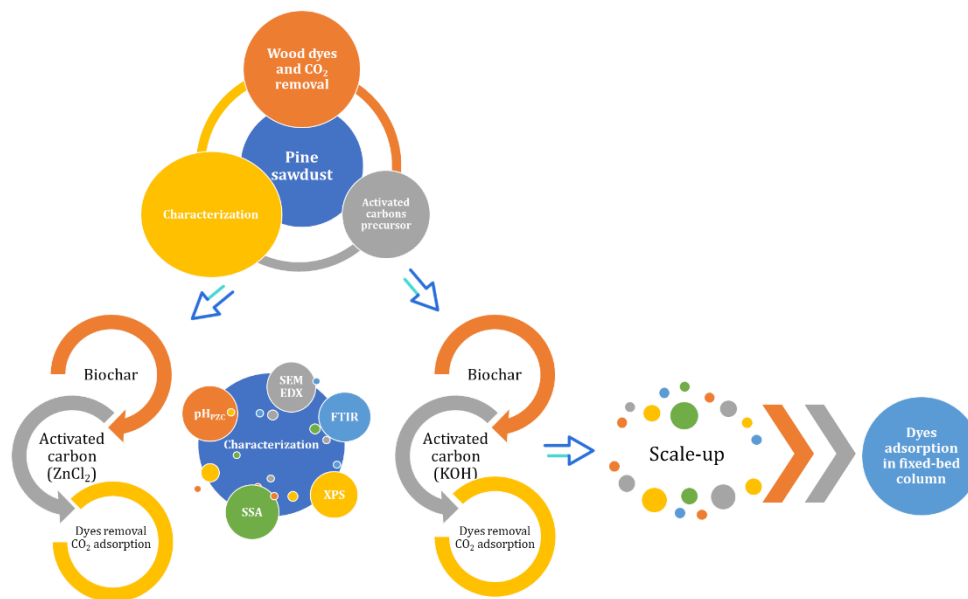 Wood dyes
and CO₂
removal
Pine
sawdust
Characterization
Activated
carbons
precursor
Biochar
Activated
carbon
(ZnCl₂)
Dyes removal
CO₂ adsorption
SEM
EDX
pHPZC
FTIR
Characterization
XPS
SSA
Biochar
Activated
carbon
(KOH)
Dyes removal
CO₂ adsorption
Scale-up
Dyes
adsorption
in fixed-bed
column